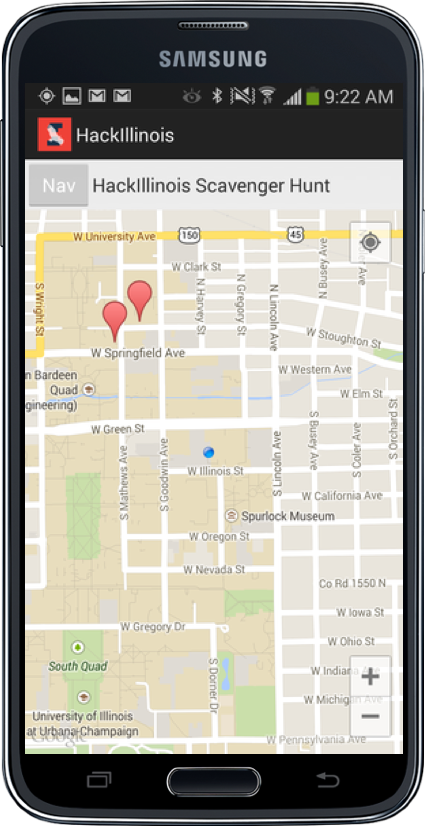 SAMSUNG
9:22 AM
HackIllinois
Nav
HackIllinois Scavenger Hunt
W University Ave
150
45
W Clark St
S Wright St
N Harvey St
N Gregory St
N Lincoln Ave
N Busey Ave
Ave
W Stoughton St
W Springfield Ave
W Western Ave
n Bardeen
Quad
gineering)
W Elm St
W Green St
S Mathews Ave
S Goodwin Ave
S Lincoln Ave
S Busey Ave
S Coler Ave
S Orchard St
W Illinois St
W California Ave
Spurlock Museum
W Oregon St
W Nevada St
Co Rd 1550 N
W Iowa St
W Gregory Dr
W Ohio St
South Quad
S Dorner Dr
W Indiana Ave
W Michigan Ave
+
−
University of Illinois
at Urbana-Champaign
Google
W Pennsylvania Ave